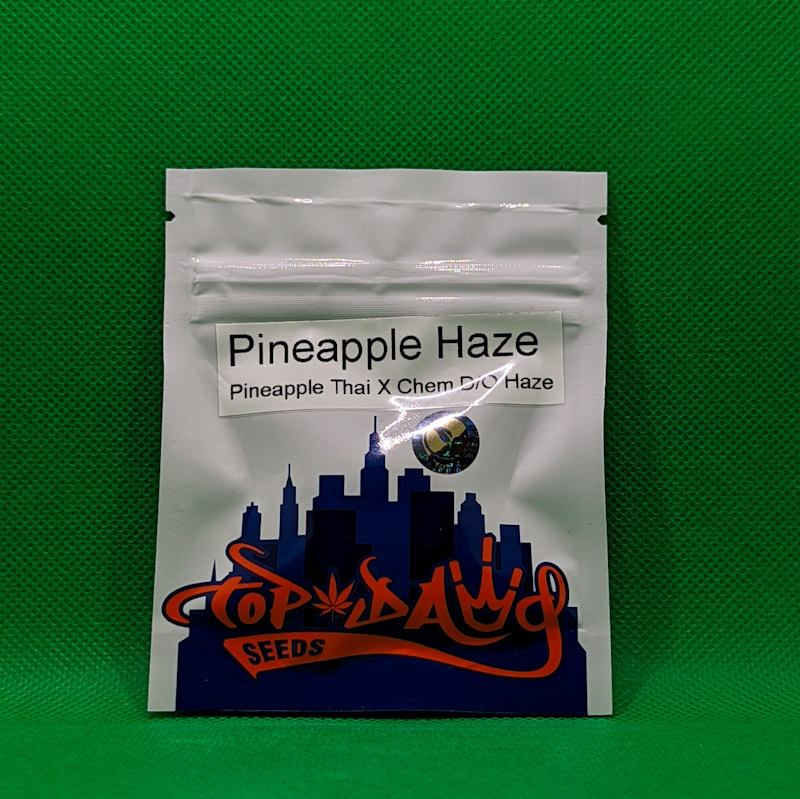 Pineapple Haze
Pineapple Thai X Chem D/O Haze
TOP DAWG
SEEDS